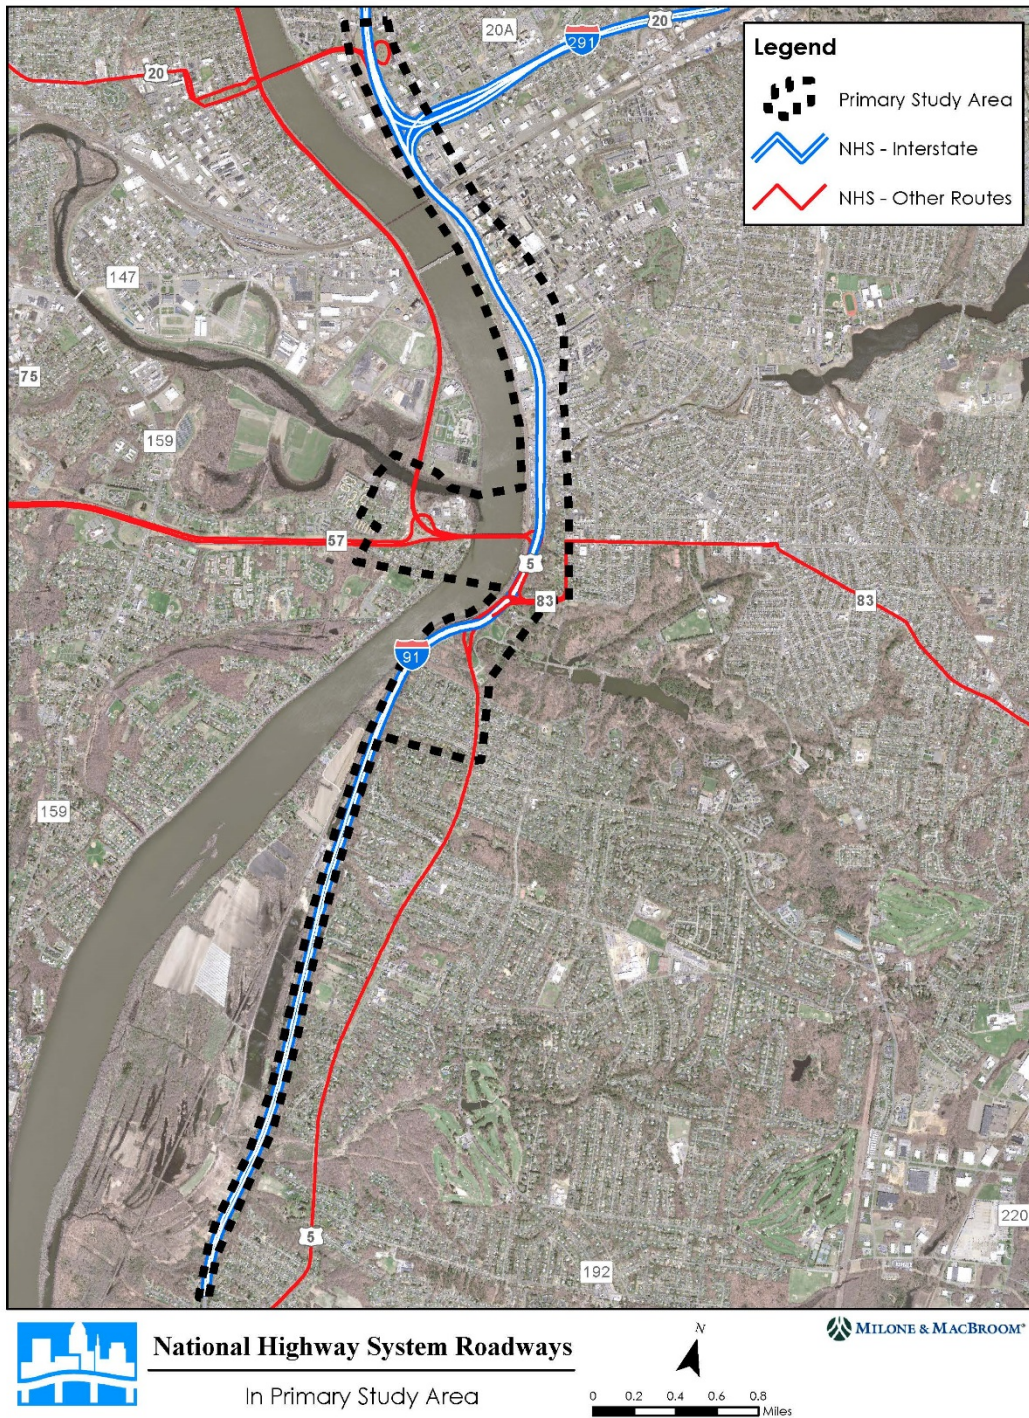 20
20A
291
20
Legend
Primary Study Area
NHS - Interstate
NHS - Other Routes
147
75
159
57
5
83
83
91
159
5
192
220
National Highway System Roadways
In Primary Study Area
N
0 0.2 0.4 0.6 0.8
Miles
MILONE & MACBROOM®